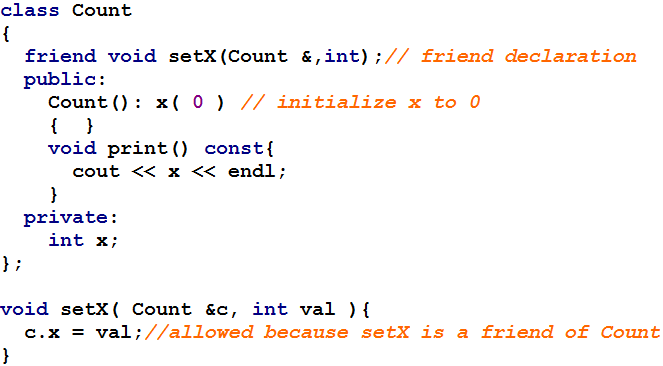 class Count
{
  friend void setX(Count &,int);// friend declaration
  public:
    Count(): x( 0 ) // initialize x to 0
    {  }
    void print() const{
      cout << x << endl;
    }
  private:
    int x;
};

void setX( Count &c, int val ){
  c.x = val;//allowed because setX is a friend of Count
}